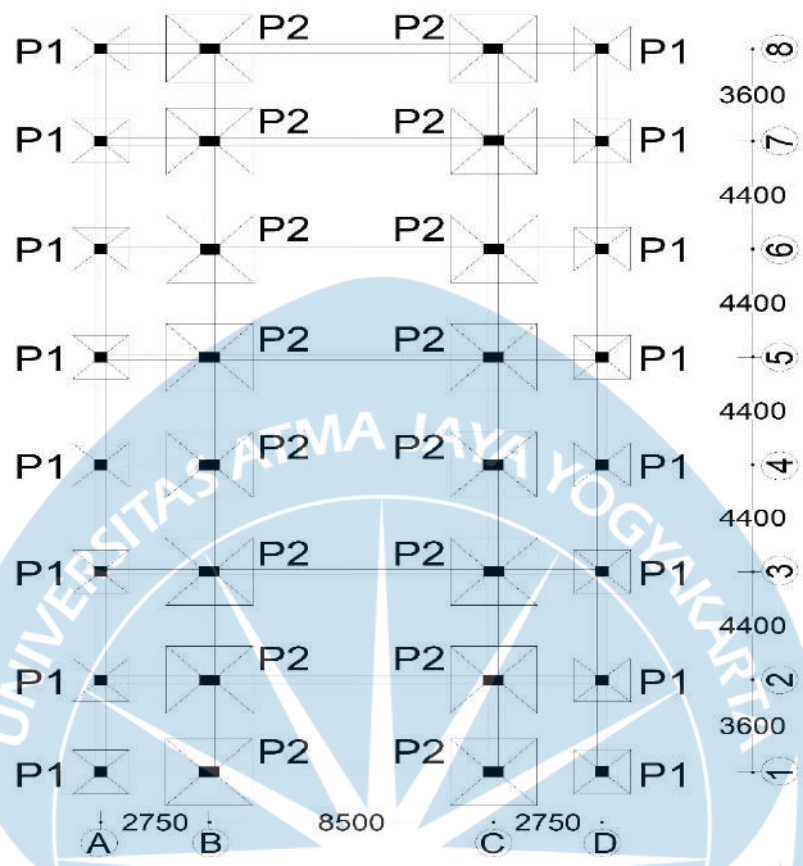 P1 P2 P2 P1 8
3600
P1 P2 P2 P1 7
4400
P1 P2 P2 P1 6
4400
P1 P2 P2 P1 5
4400
P1 P2 P2 P1 4
4400
P1 P2 P2 P1 3
4400
P1 P2 P2 P1 2
3600
P1 P2 P2 P1 1
2750 8500 2750
A B C D
UNIVERSITAS ATMA JAYA YOGYAKARTA